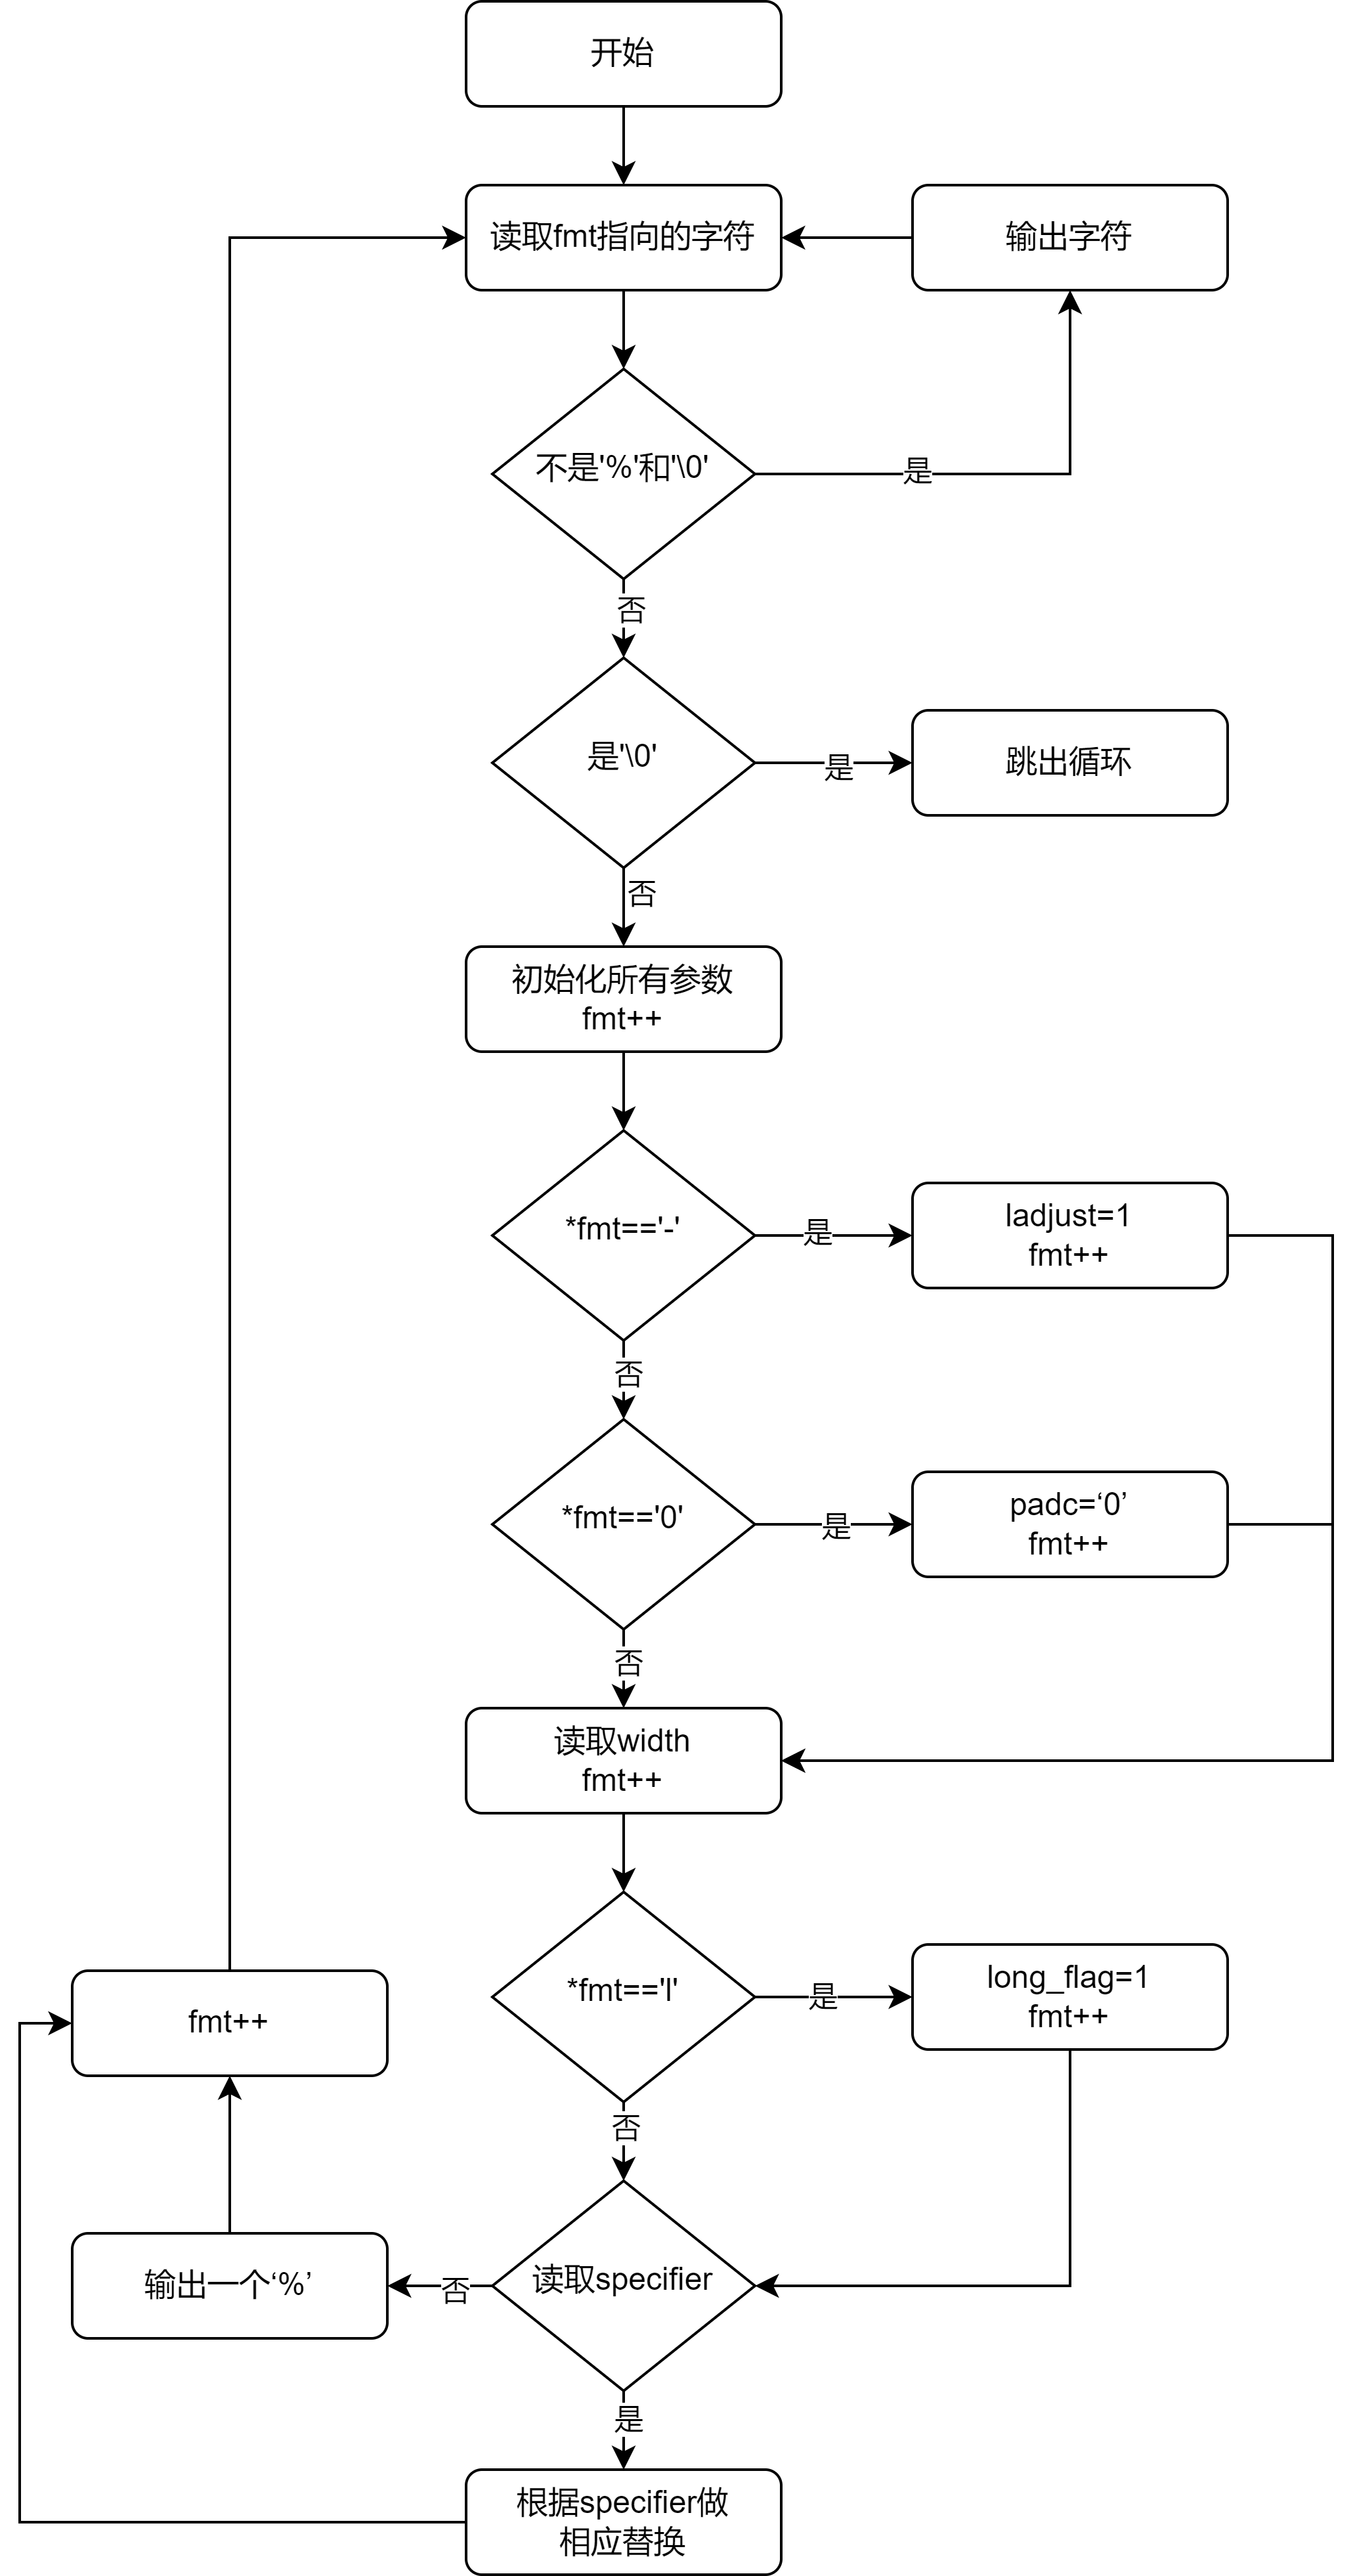 开始
读取fmt指向的字符
输出字符
不是'%'和'\0'
是
否
是'\0'
是
跳出循环
否
初始化所有参数
fmt++
*fmt=='-'
是
ladjust=1
fmt++
否
*fmt=='0'
是
padc=‘0’
fmt++
否
读取width
fmt++
*fmt=='l'
是
long_flag=1
fmt++
fmt++
否
读取specifier
否
输出一个‘%’
是
根据specifier做
相应替换